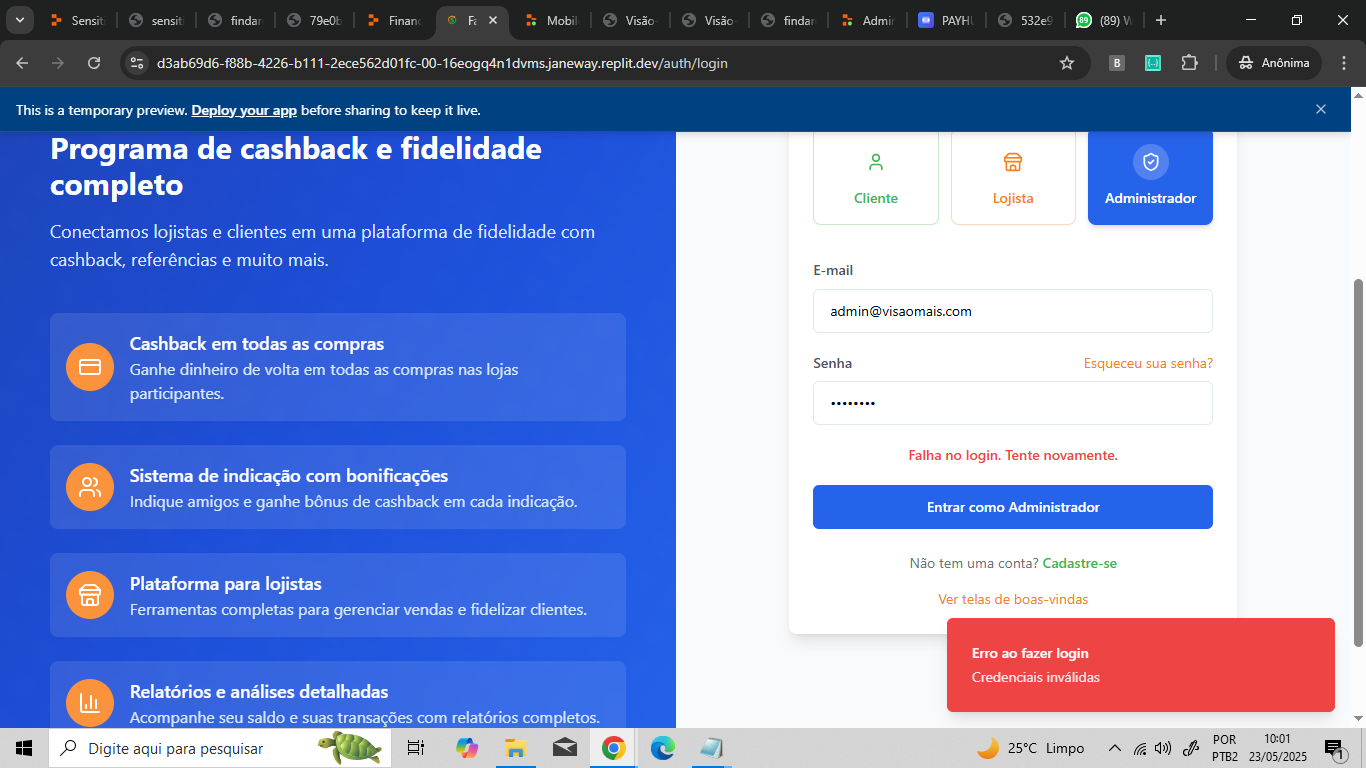 Sensiti
sensiti
findar
79e0b
Financ
Fa
Mobil
Visão-
Visão-
findar
Admin
PAYHU
532e9
(89) W
d3ab69d6-f88b-4226-b111-2ece562d01fc-00-16eogq4n1dvms.janeway.replit.dev/auth/login
B
Anônima
This is a temporary preview. Deploy your app before sharing to keep it live.
Programa de cashback e fidelidade
completo
Conectamos lojistas e clientes em uma plataforma de fidelidade com
cashback, referências e muito mais.
Cashback em todas as compras
Ganhe dinheiro de volta em todas as compras nas lojas
participantes.
Sistema de indicação com bonificações
Indique amigos e ganhe bônus de cashback em cada indicação.
Plataforma para lojistas
Ferramentas completas para gerenciar vendas e fidelizar clientes.
Relatórios e análises detalhadas
Acompanhe seu saldo e suas transações com relatórios completos.
Cliente
Lojista
Administrador
E-mail
admin@visaomais.com
Senha
Esqueceu sua senha?
••••••••
Falha no login. Tente novamente.
Entrar como Administrador
Não tem uma conta? Cadastre-se
Ver telas de boas-vindas
Erro ao fazer login
Credenciais inválidas
Digite aqui para pesquisar
25°C Limpo
POR
PTB2
10:01
23/05/2025
1